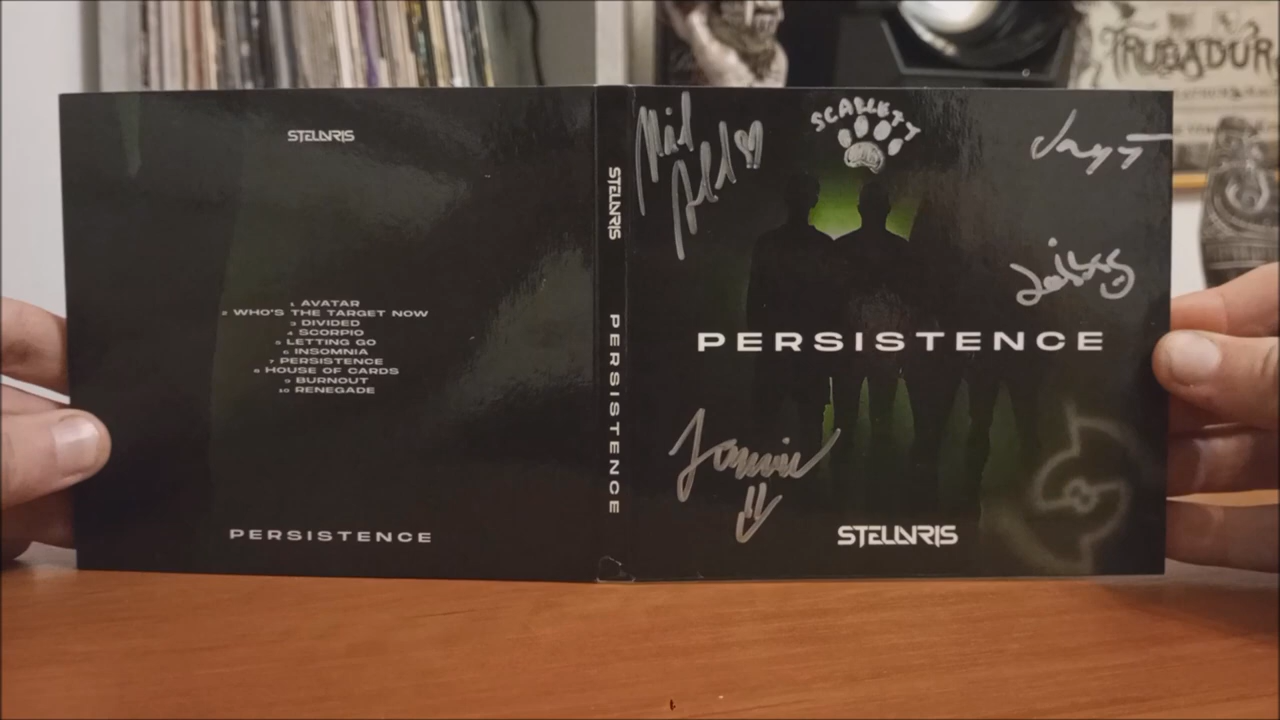 TRUBADUR
STELLARIS
1 AVATAR
2 WHO'S THE TARGET NOW
3 DIVIDED
4 SCORPIO
5 LETTING GO
6 INSOMNIA
7 PERSISTENCE
8 HOUSE OF CARDS
9 BURNOUT
10 RENEGADE
PERSISTENCE
STELLARIS
PERSISTENCE
SCARLETT
PERSISTENCE
STELLARIS